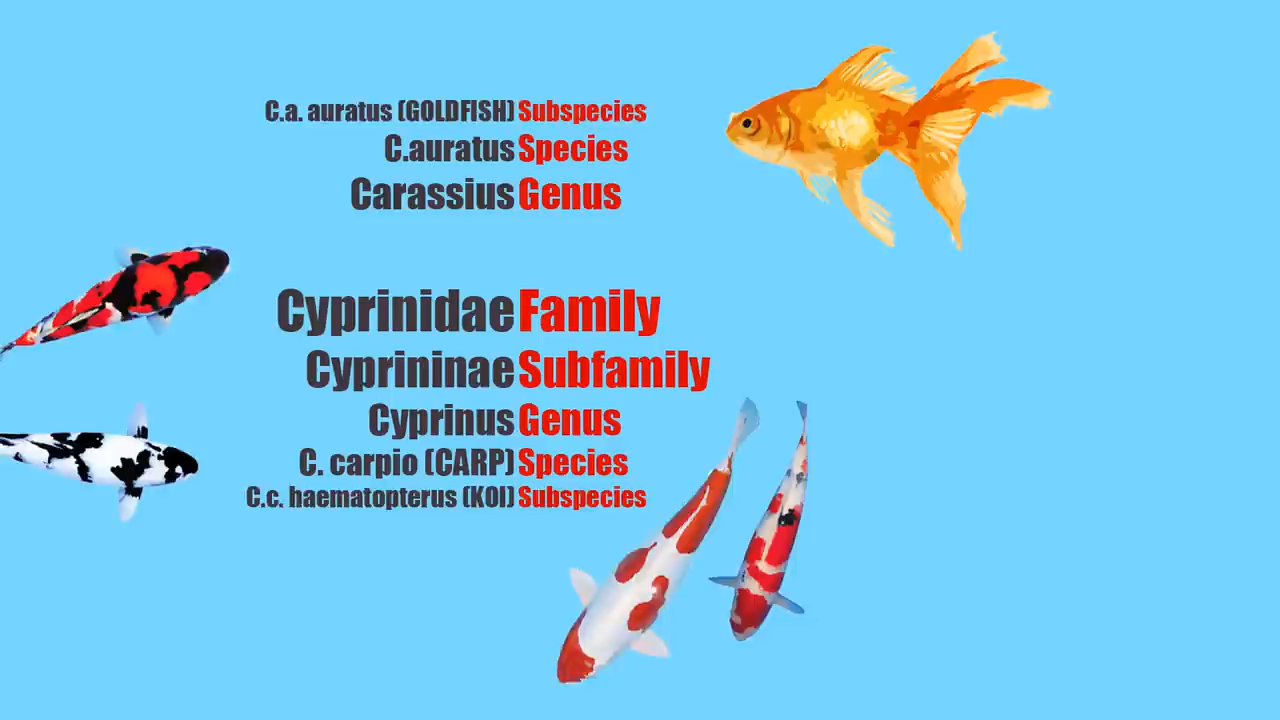 C.a. auratus (GOLDFISH) Subspecies
C.auratus Species
Carassius Genus
Cyprinidae Family
Cyprininae Subfamily
Cyprinus Genus
C. carpio (CARP) Species
C.c. haematopterus (KOI) Subspecies